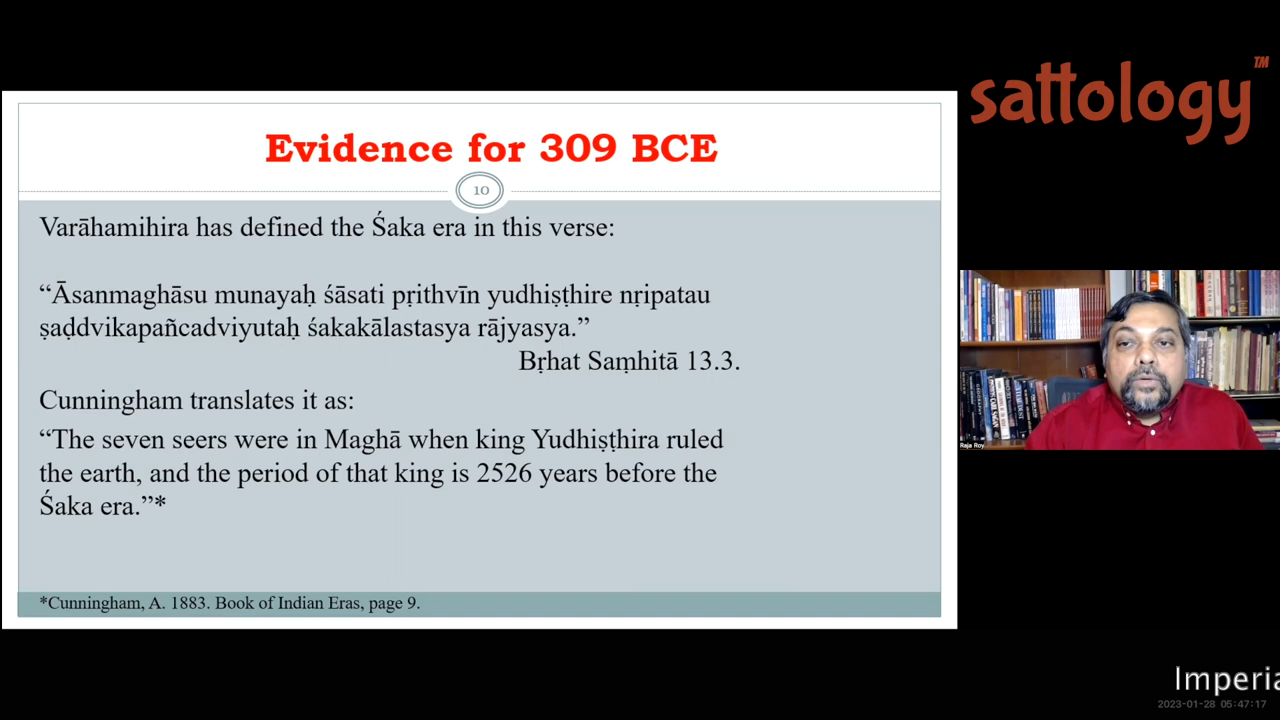 Evidence for 309 BCE
10
Varāhamihira has defined the Śaka era in this verse:
“Āsanmaghāsu munayaḥ śāsati pṛithvīn yudhiṣṭhire nṛipatau
ṣaḍdvikapañcadviyutaḥ śakakālastasya rājyasya.”
Bṛhat Saṃhitā 13.3.
Cunningham translates it as:
“The seven seers were in Maghā when king Yudhiṣṭhira ruled
the earth, and the period of that king is 2526 years before the
Śaka era.”*
*Cunningham, A. 1883. Book of Indian Eras, page 9.
sattology™
Raja Roy
Imperia
2023-01-28 05:47:17